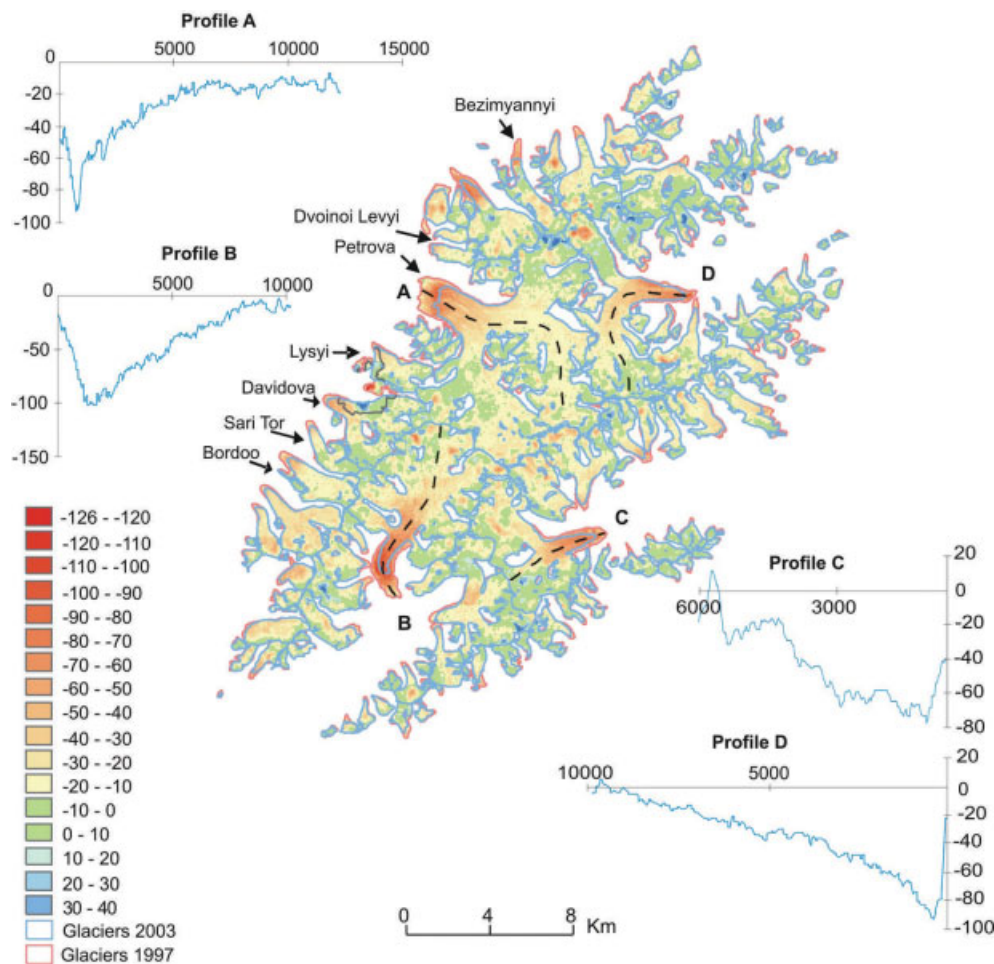 Profile A
0 5000 10000 15000
-20
-40
-60
-80
-100
Bezimyannyi
Dvoinoi Levyi
Petrova
Profile B
0 5000 10000
-50
-100
-150
A
D
Lysyi
Davidova
Sari Tor
Bordoo
C
B
-126 - -120
-120 - -110
-110 - -100
-100 - -90
-90 - -80
-80 - -70
-70 - -60
-60 - -50
-50 - -40
-40 - -30
-30 - -20
-20 - -10
-10 - 0
0 - 10
10 - 20
20 - 30
30 - 40
Glaciers 2003
Glaciers 1997
Profile C
6000 3000
20
0
-20
-40
-60
-80
Profile D
10000 5000
20
0
-20
-40
-60
-80
-100
0 4 8 Km